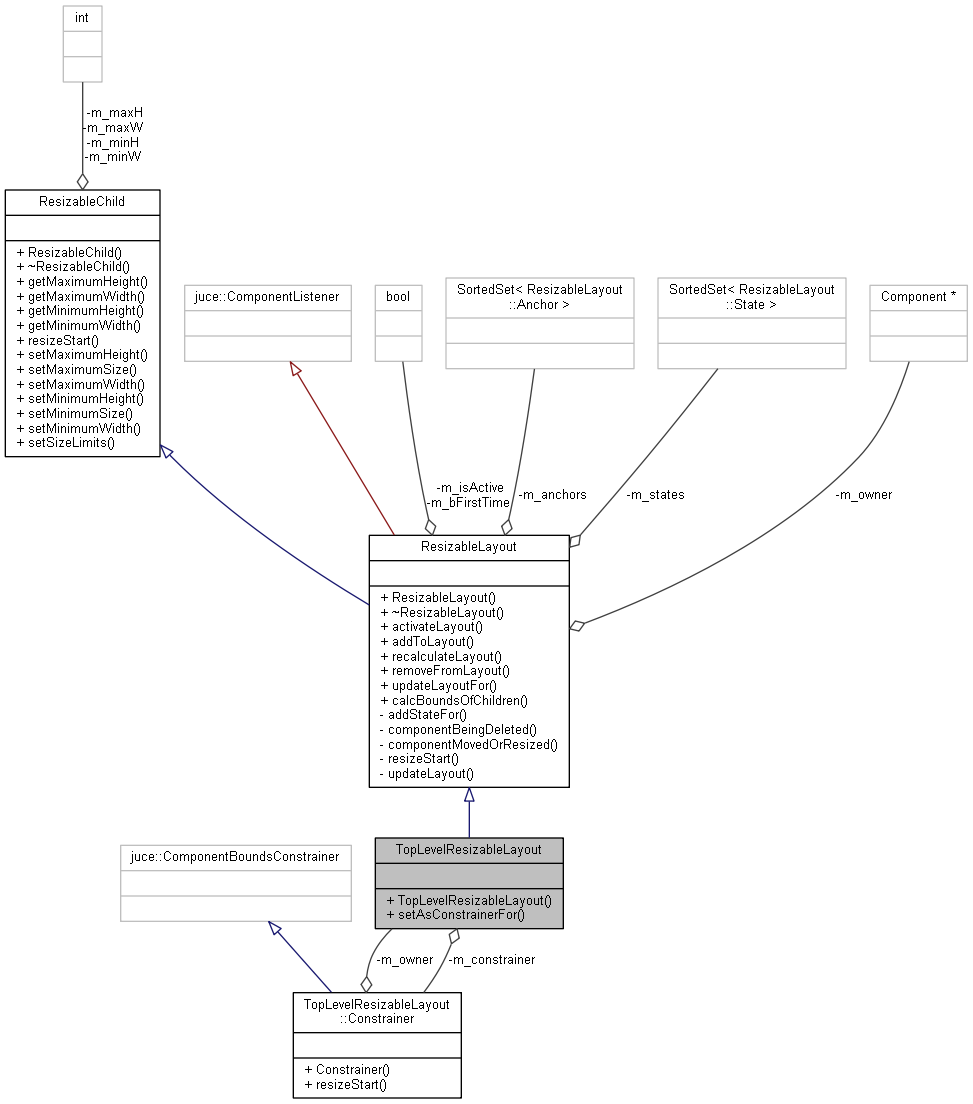 int
-m_maxH
-m_maxW
-m_minH
-m_minW
ResizableChild
+ ResizableChild()
+ ~ResizableChild()
+ getMaximumHeight()
+ getMaximumWidth()
+ getMinimumHeight()
+ getMinimumWidth()
+ resizeStart()
+ setMaximumHeight()
+ setMaximumSize()
+ setMaximumWidth()
+ setMinimumHeight()
+ setMinimumSize()
+ setMinimumWidth()
+ setSizeLimits()
juce::ComponentListener
bool
SortedSet< ResizableLayout
::Anchor >
SortedSet< ResizableLayout
::State >
Component *
-m_isActive
-m_bFirstTime
-m_anchors
-m_states
-m_owner
ResizableLayout
+ ResizableLayout()
+ ~ResizableLayout()
+ activateLayout()
+ addToLayout()
+ recalculateLayout()
+ removeFromLayout()
+ updateLayoutFor()
+ calcBoundsOfChildren()
- addStateFor()
- componentBeingDeleted()
- componentMovedOrResized()
- resizeStart()
- updateLayout()
TopLevelResizableLayout
+ TopLevelResizableLayout()
+ setAsConstrainerFor()
juce::ComponentBoundsConstrainer
-m_owner
-m_constrainer
TopLevelResizableLayout
::Constrainer
+ Constrainer()
+ resizeStart()